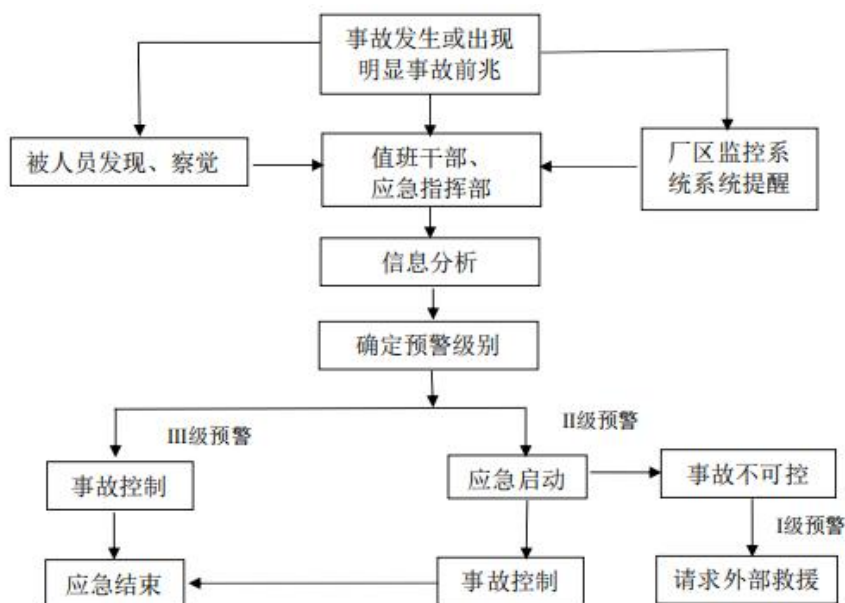 事故发生或出现
明显事故前兆
被人员发现、察觉
值班干部、
应急指挥部
厂区监控系
统系统提醒
信息分析
确定预警级别
III级预警
II级预警
事故控制
应急启动
事故不可控
I级预警
应急结束
事故控制
请求外部救援